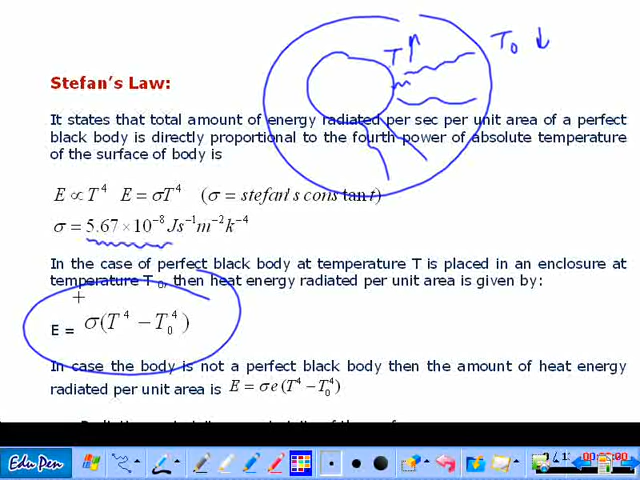 T↑ T₀ ↓
Stefan's Law:
It states that total amount of energy radiated per sec per unit area of a perfect
black body is directly proportional to the fourth power of absolute temperature
of the surface of body is
E ∝ T⁴ E = σT⁴ (σ = stefan's constant)
σ = 5.67×10⁻⁸ Js⁻¹m⁻²k⁻⁴
In the case of perfect black body at temperature T is placed in an enclosure at
temperature T₀, then heat energy radiated per unit area is given by:
E = σ(T⁴ − T₀⁴)
In case the body is not a perfect black body then the amount of heat energy
radiated per unit area is E = σe(T⁴ − T₀⁴)
Edu Pen